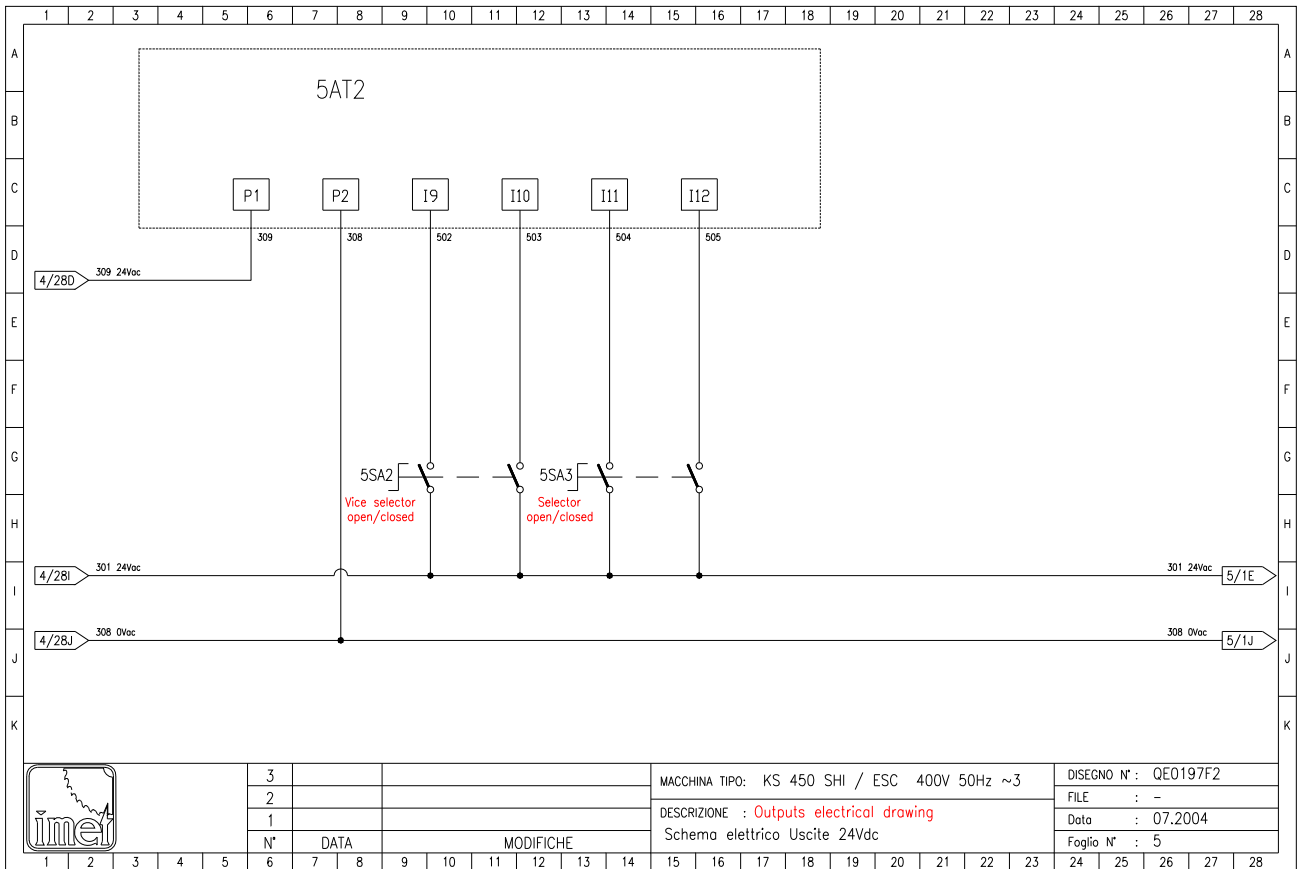 1 2 3 4 5 6 7 8 9 10 11 12 13 14 15 16 17 18 19 20 21 22 23 24 25 26 27 28
A A
5AT2
B B
C C
P1 P2 I9 I10 I11 I12
309 308 502 503 504 505
D D
4/28D 309 24Vac
E E
F F
G G
5SA2 5SA3
Vice selector
open/closed
Selector
open/closed
H H
4/28I 301 24Vac 301 24Vac 5/1E
I I
4/28J 308 0Vac 308 0Vac 5/1J
J J
K K
imet
3
2
1
N° DATA MODIFICHE
MACCHINA TIPO: KS 450 SHI / ESC 400V 50Hz ~3
DESCRIZIONE : Outputs electrical drawing
Schema elettrico Uscite 24Vdc
DISEGNO N°: QE0197F2
FILE : -
Data : 07.2004
Foglio N° : 5
1 2 3 4 5 6 7 8 9 10 11 12 13 14 15 16 17 18 19 20 21 22 23 24 25 26 27 28